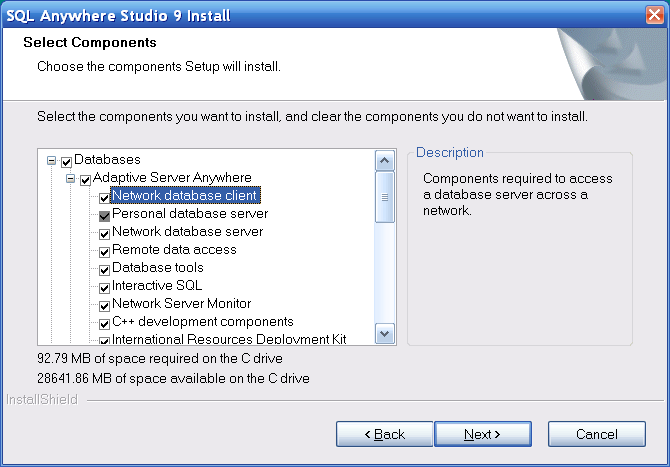 SQL Anywhere Studio 9 Install
Select Components
Choose the components Setup will install.
Select the components you want to install, and clear the components you do not want to install.
Databases
Adaptive Server Anywhere
Network database client
Personal database server
Network database server
Remote data access
Database tools
Interactive SQL
Network Server Monitor
C++ development components
International Resources Deployment Kit
Description
Components required to access
a database server across a
network.
92.79 MB of space required on the C drive
28641.86 MB of space available on the C drive
InstallShield
< Back
Next >
Cancel